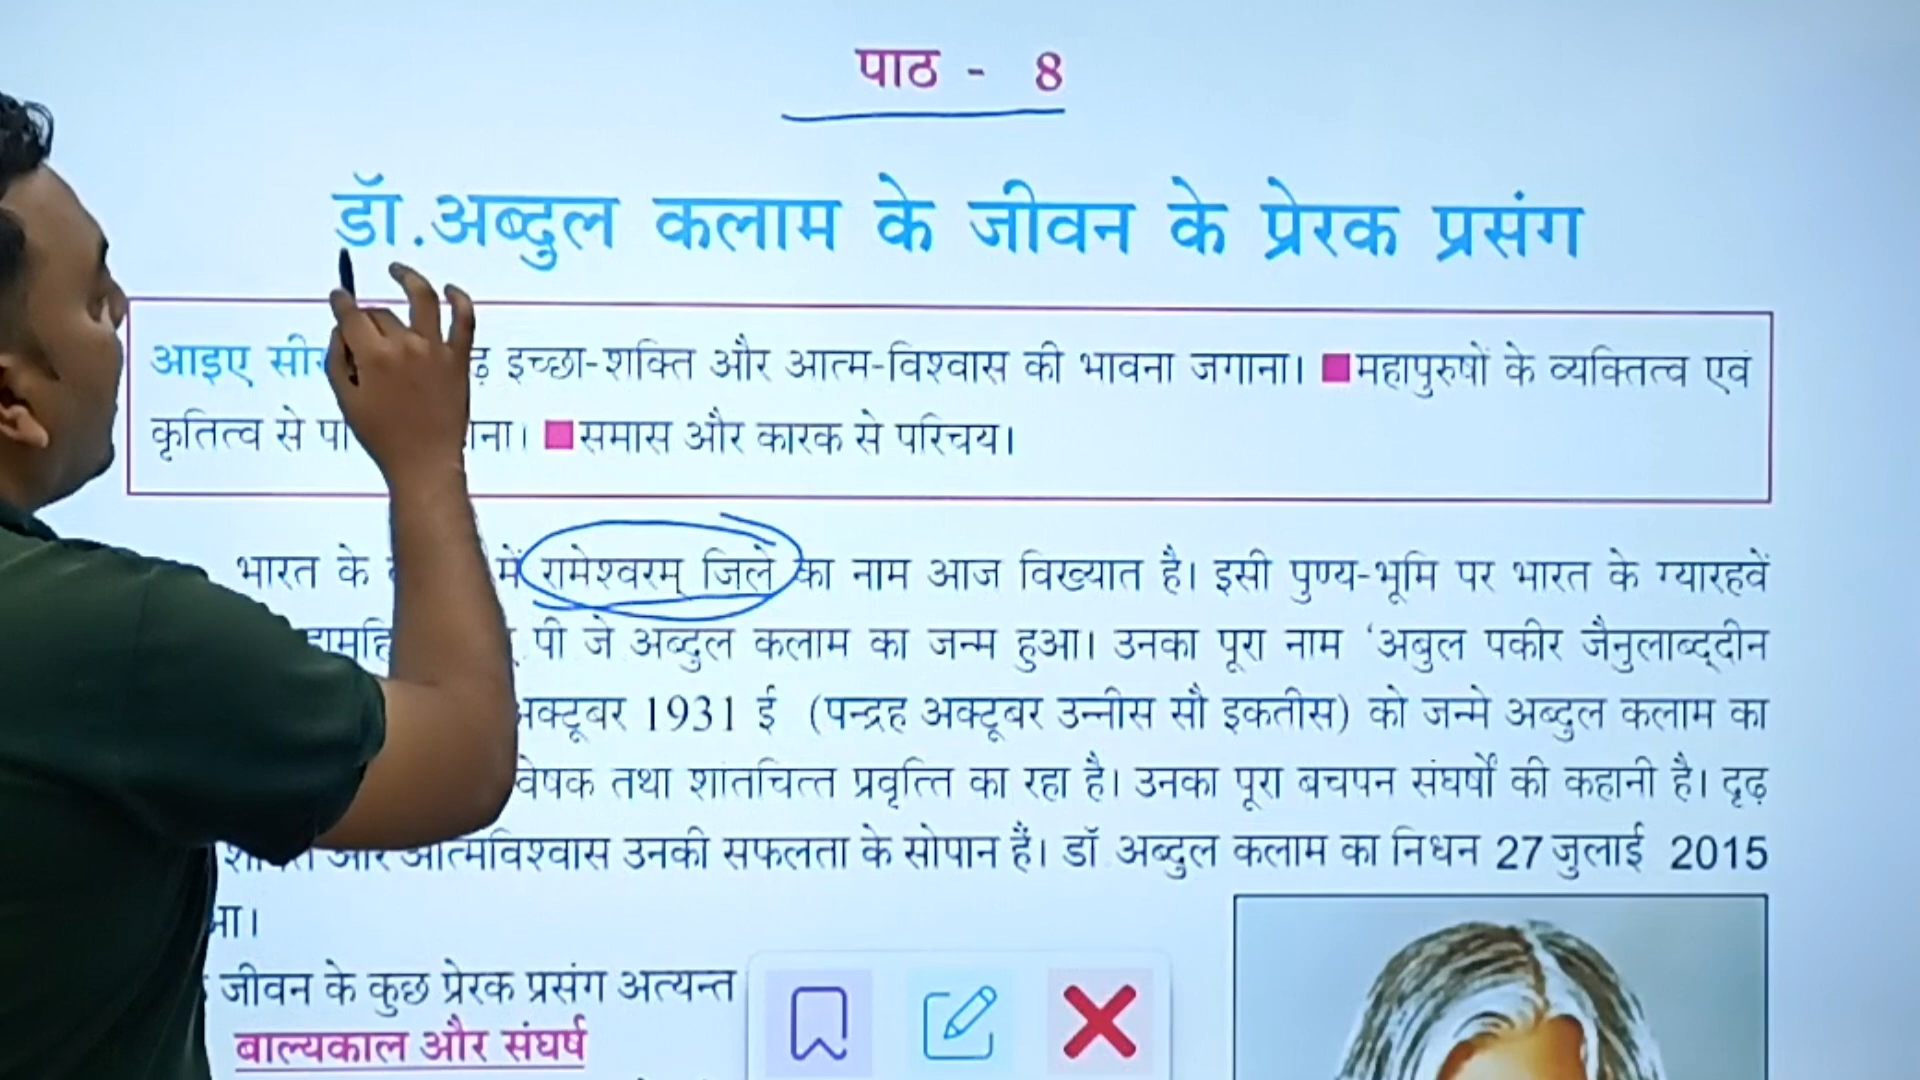 पाठ - 8
डॉ.अब्दुल कलाम के जीवन के प्रेरक प्रसंग
आइए इच्छा-शक्ति और आत्म-विश्वास की भावना जगाना। ■महापुरुषों के व्यक्तित्व एवं
कृतित्व से ■समास और कारक से परिचय।
भारत के में रामेश्वरम् जिले का नाम आज विख्यात है। इसी पुण्य-भूमि पर भारत के ग्यारहवें
पी जे अब्दुल कलाम का जन्म हुआ। उनका पूरा नाम ‘अबुल पकीर जैनुलाब्द्दीन
अक्टूबर 1931 ई (पन्द्रह अक्टूबर उन्नीस सौ इकतीस) को जन्मे अब्दुल कलाम का
तथा शांतचित्त प्रवृत्ति का रहा है। उनका पूरा बचपन संघर्षों की कहानी है। दृढ़
और आत्मविश्वास उनकी सफलता के सोपान हैं। डॉ अब्दुल कलाम का निधन 27 जुलाई 2015
जीवन के कुछ प्रेरक प्रसंग अत्यन्त
बाल्यकाल और संघर्ष